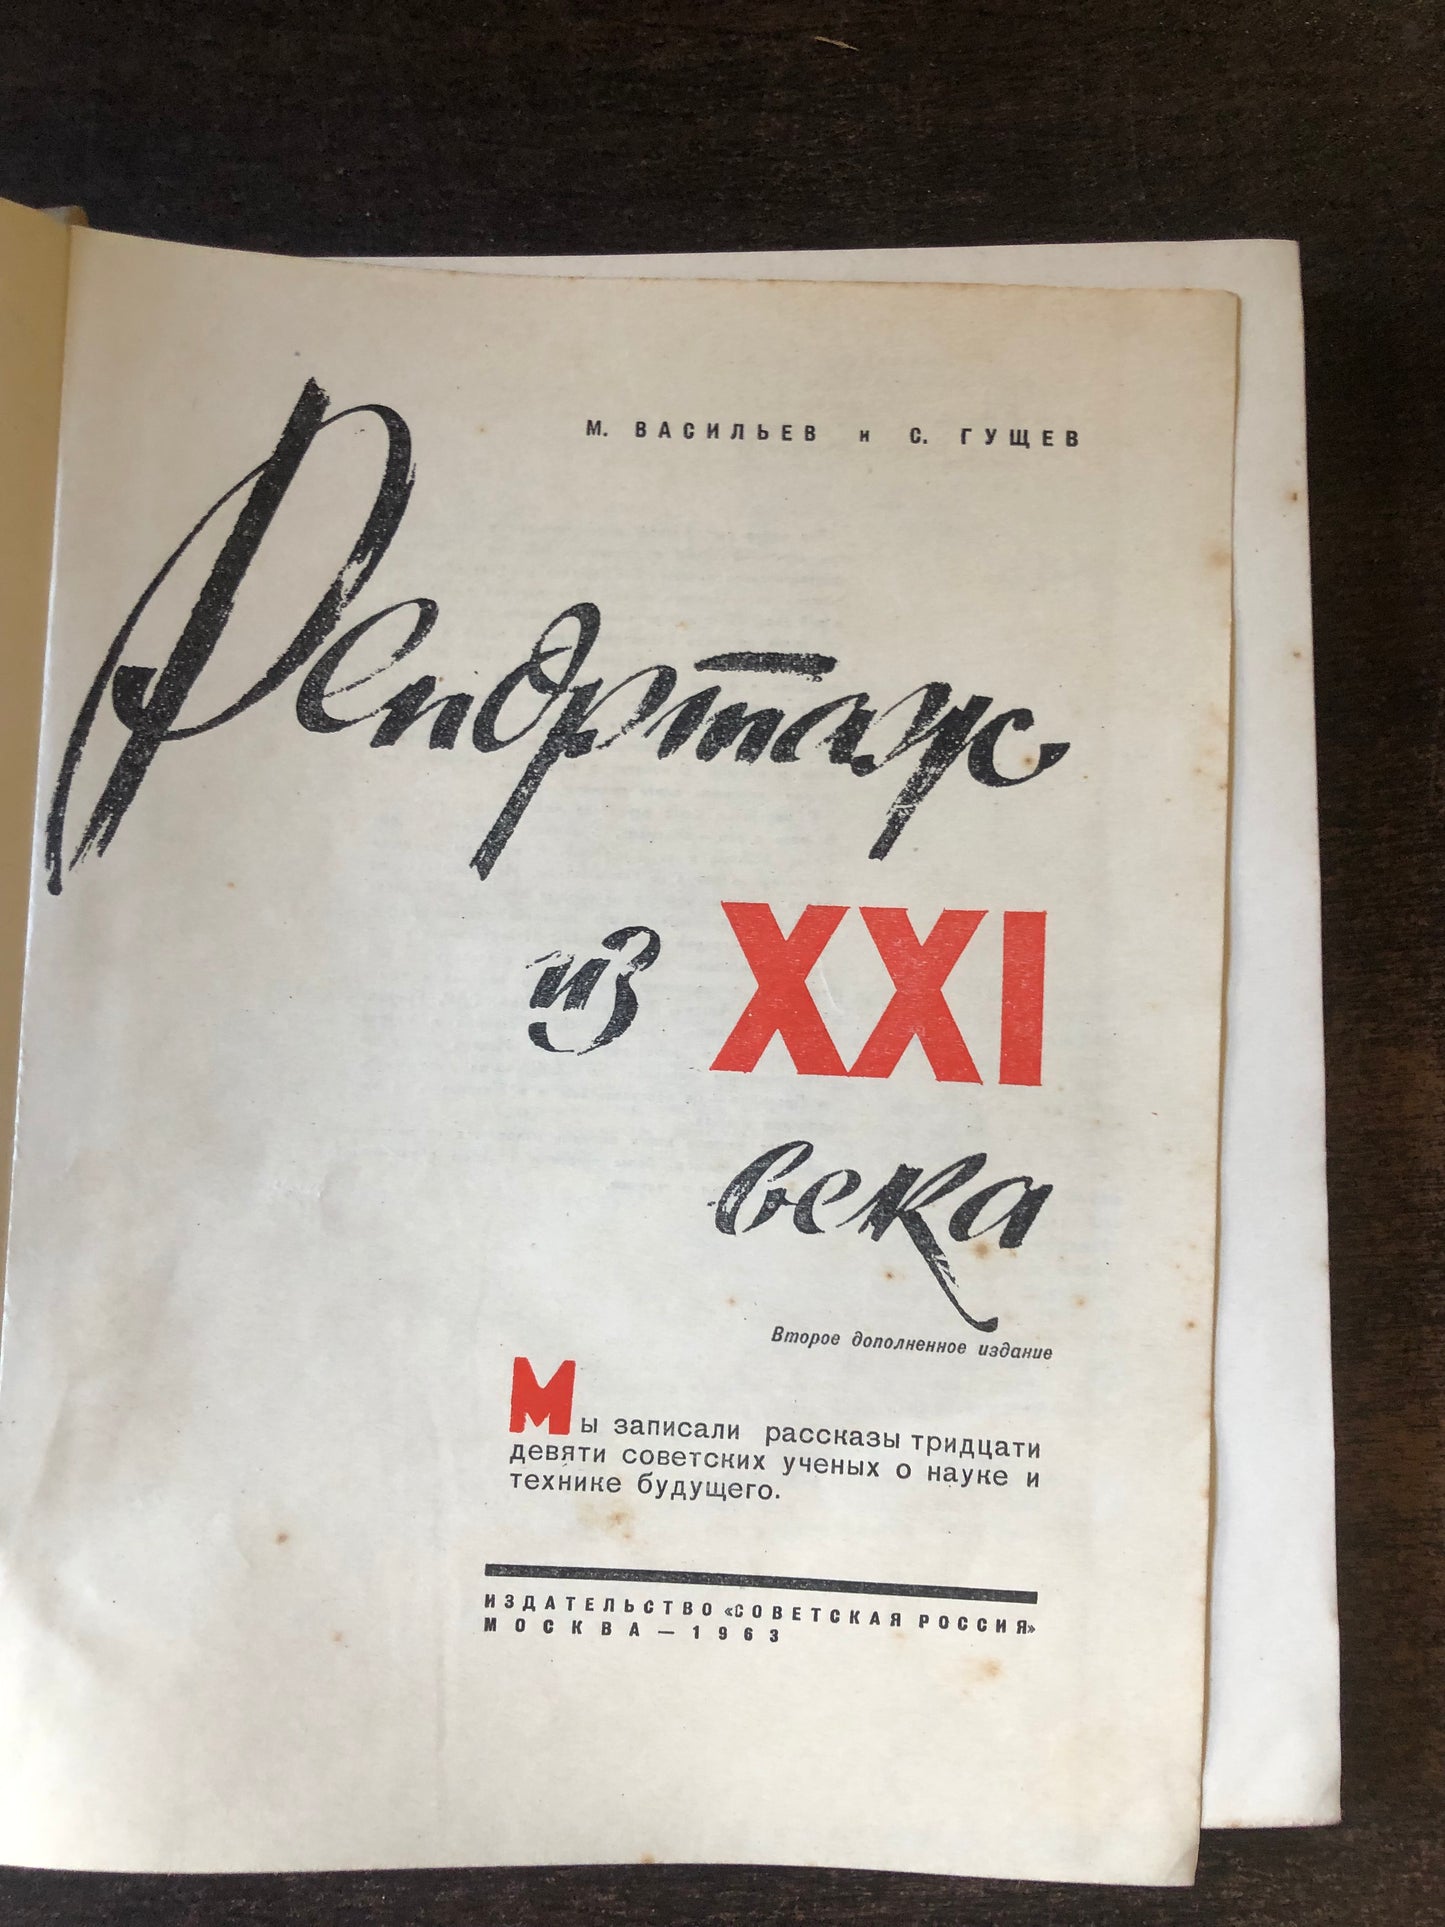 М. ВАСИЛЬЕВ и С. ГУЩЕВ
Репортаж
из XXI
века
Второе дополненное издание
Мы записали рассказы тридцати
девяти советских ученых о науке и
технике будущего.
ИЗДАТЕЛЬСТВО «СОВЕТСКАЯ РОССИЯ»
МОСКВА — 1963